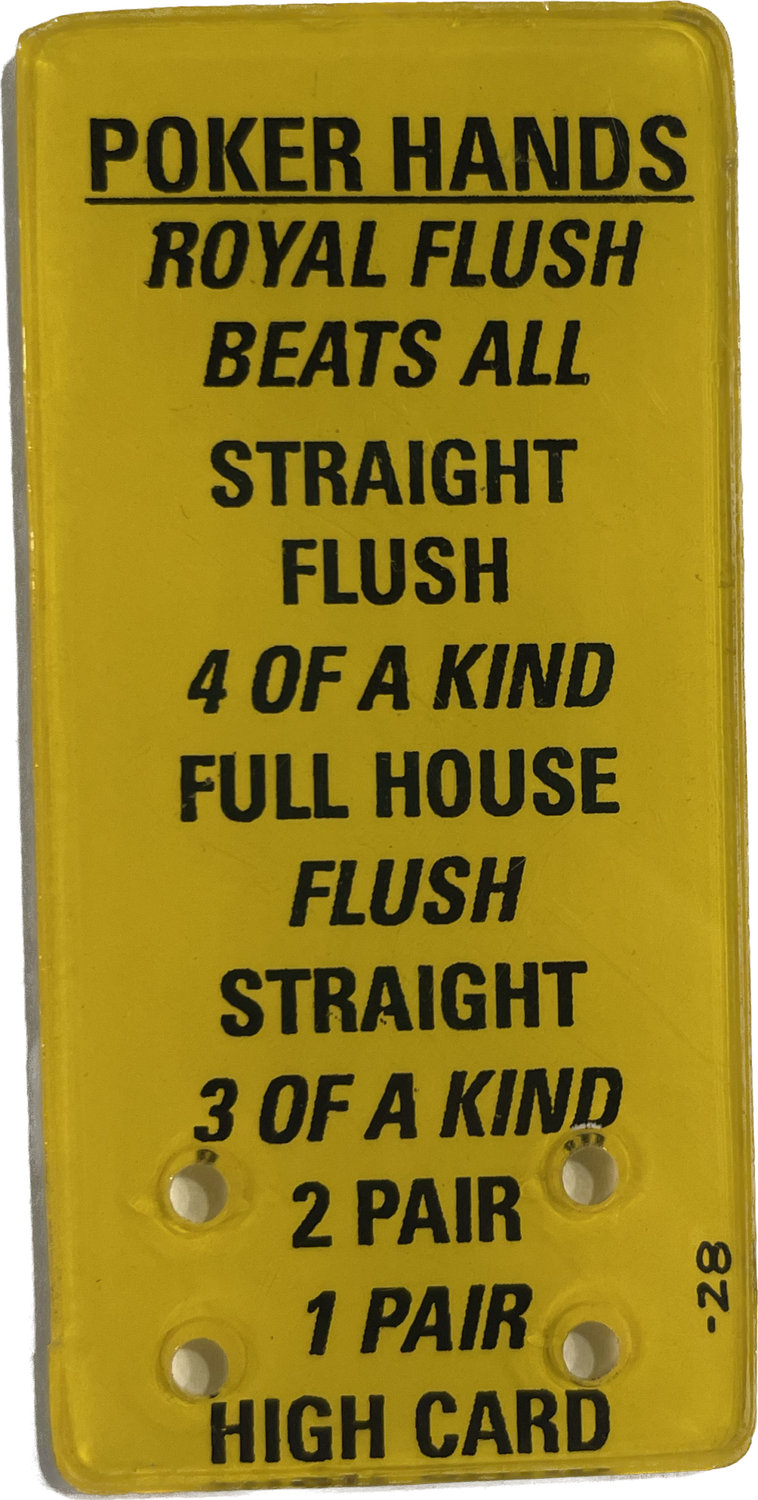 POKER HANDS
ROYAL FLUSH
BEATS ALL
STRAIGHT
FLUSH
4 OF A KIND
FULL HOUSE
FLUSH
STRAIGHT
3 OF A KIND
2 PAIR
1 PAIR
HIGH CARD
-28